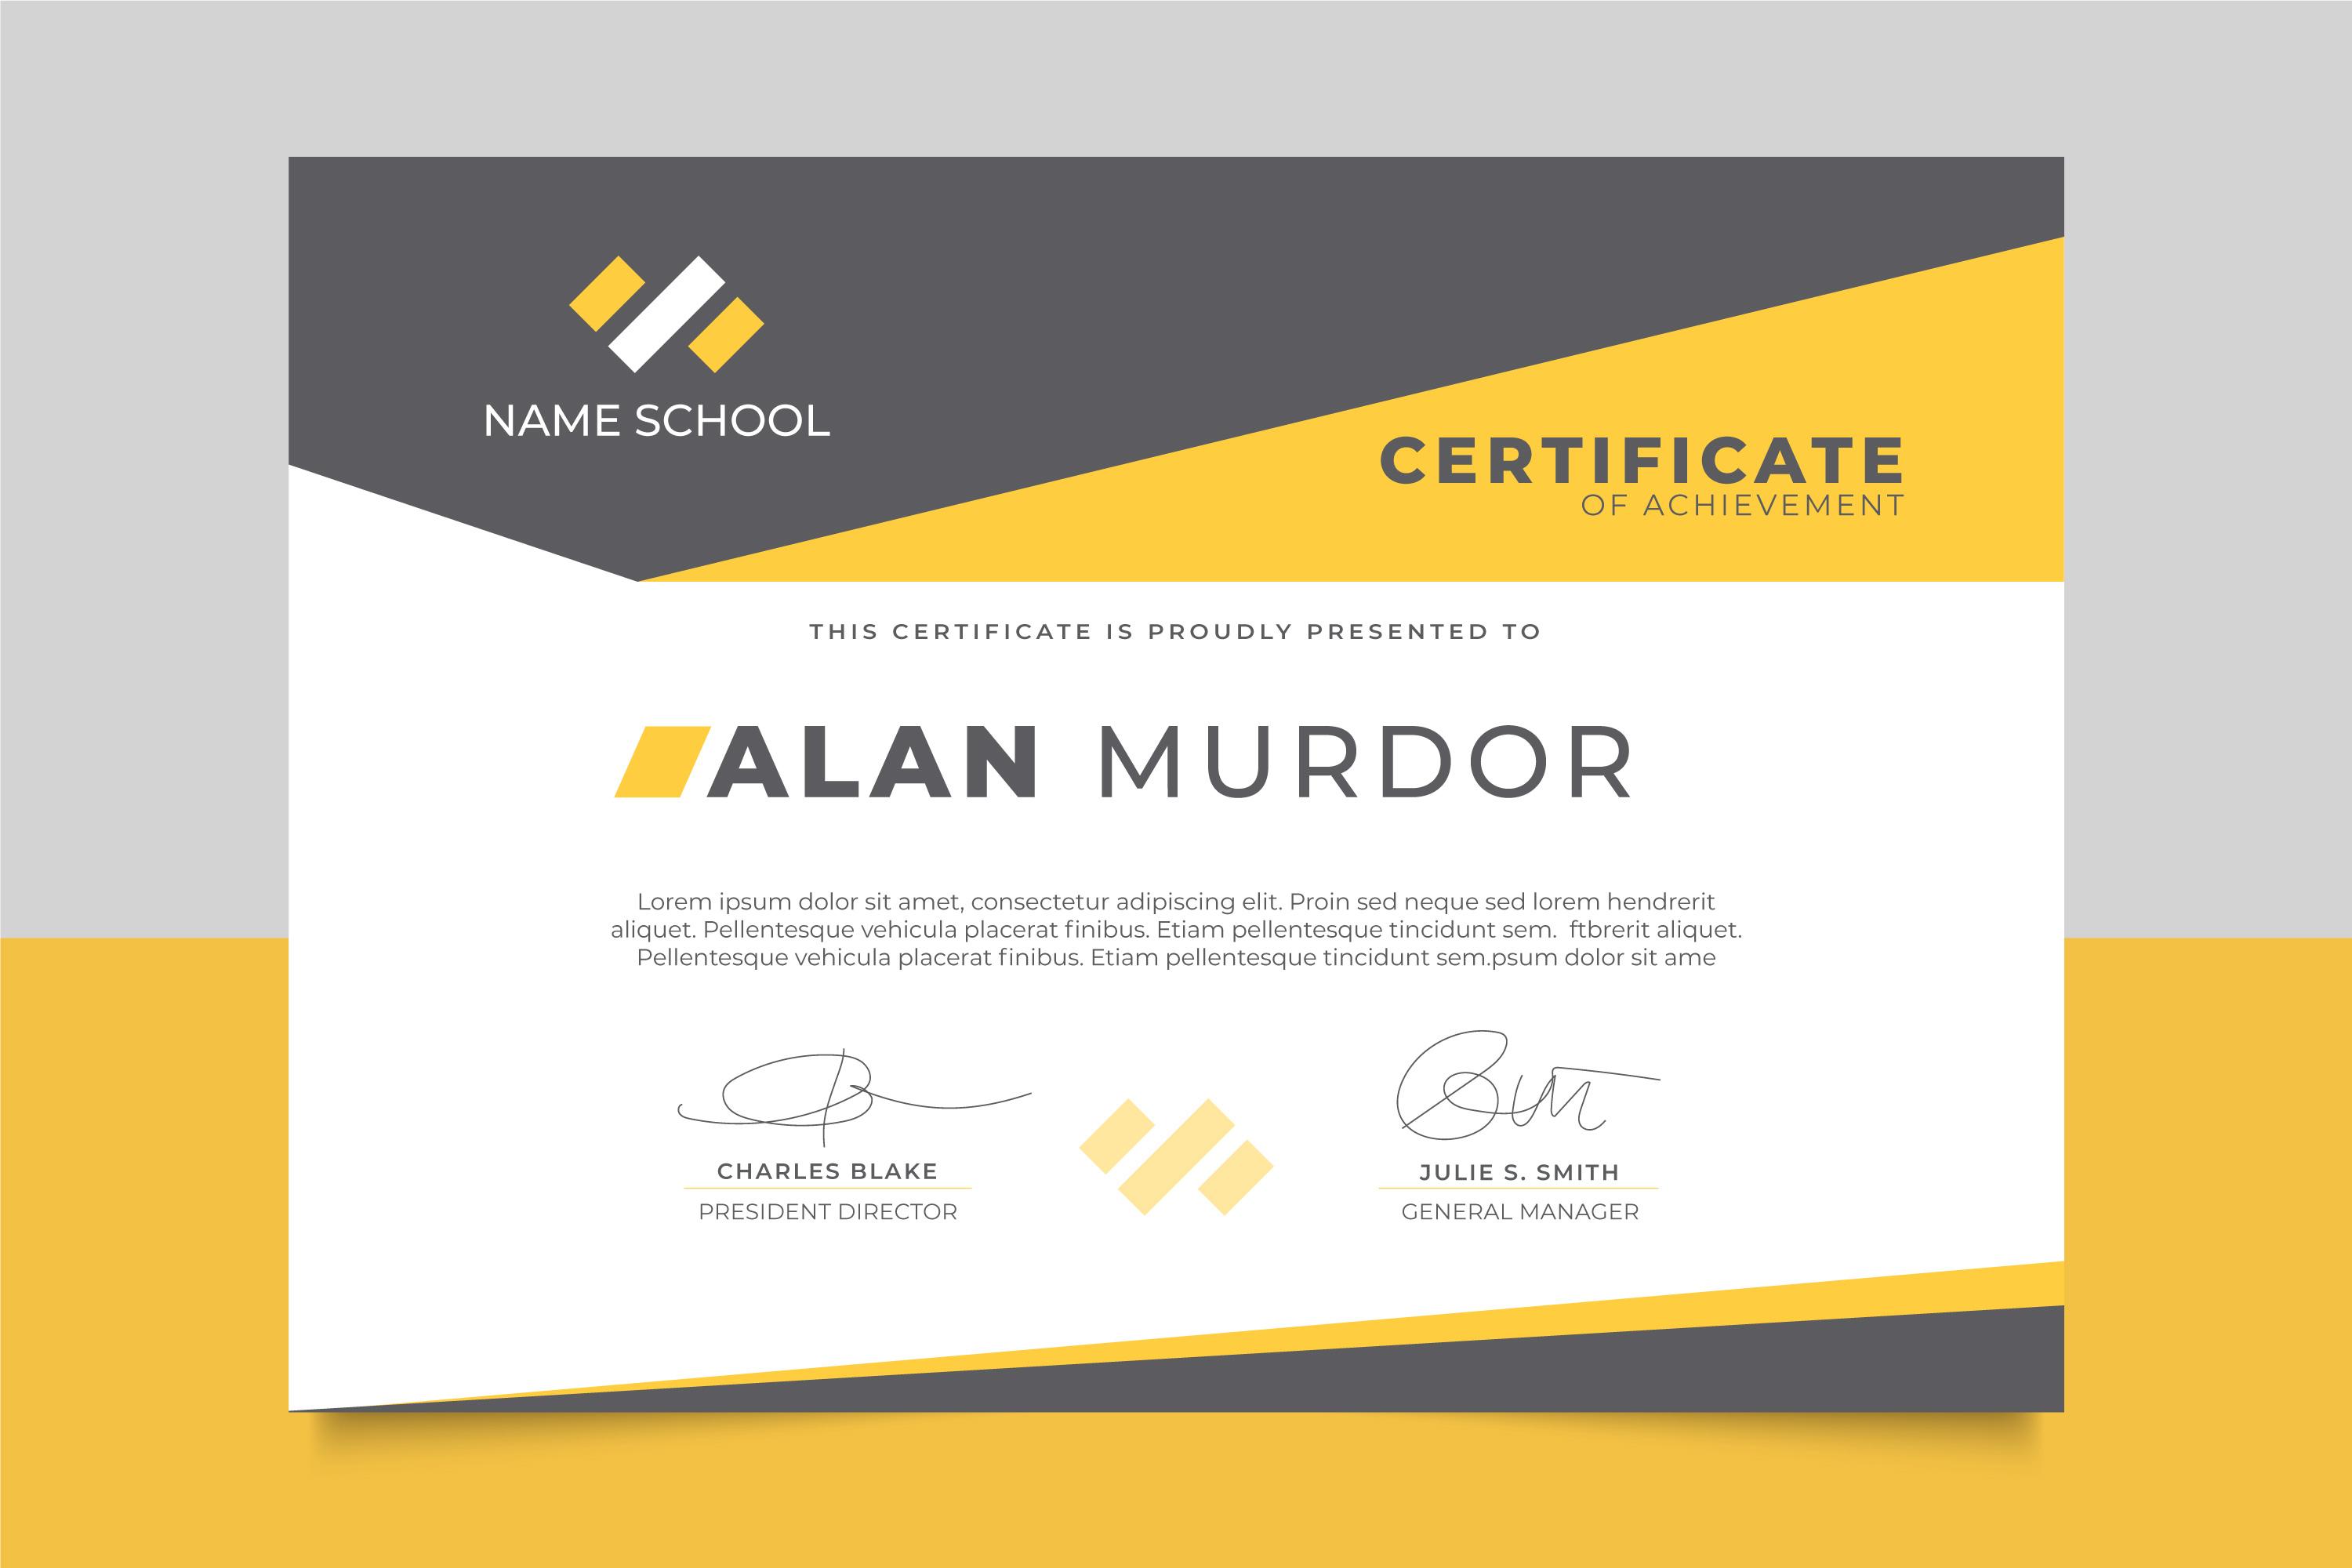 NAME SCHOOL
CERTIFICATE
OF ACHIEVEMENT
THIS CERTIFICATE IS PROUDLY PRESENTED TO
ALAN MURDOR
Lorem ipsum dolor sit amet, consectetur adipiscing elit. Proin sed neque sed lorem hendrerit
aliquet. Pellentesque vehicula placerat finibus. Etiam pellentesque tincidunt sem.  ftbrerit aliquet.
Pellentesque vehicula placerat finibus. Etiam pellentesque tincidunt sem.psum dolor sit ame
CHARLES BLAKE
PRESIDENT DIRECTOR
JULIE S. SMITH
GENERAL MANAGER